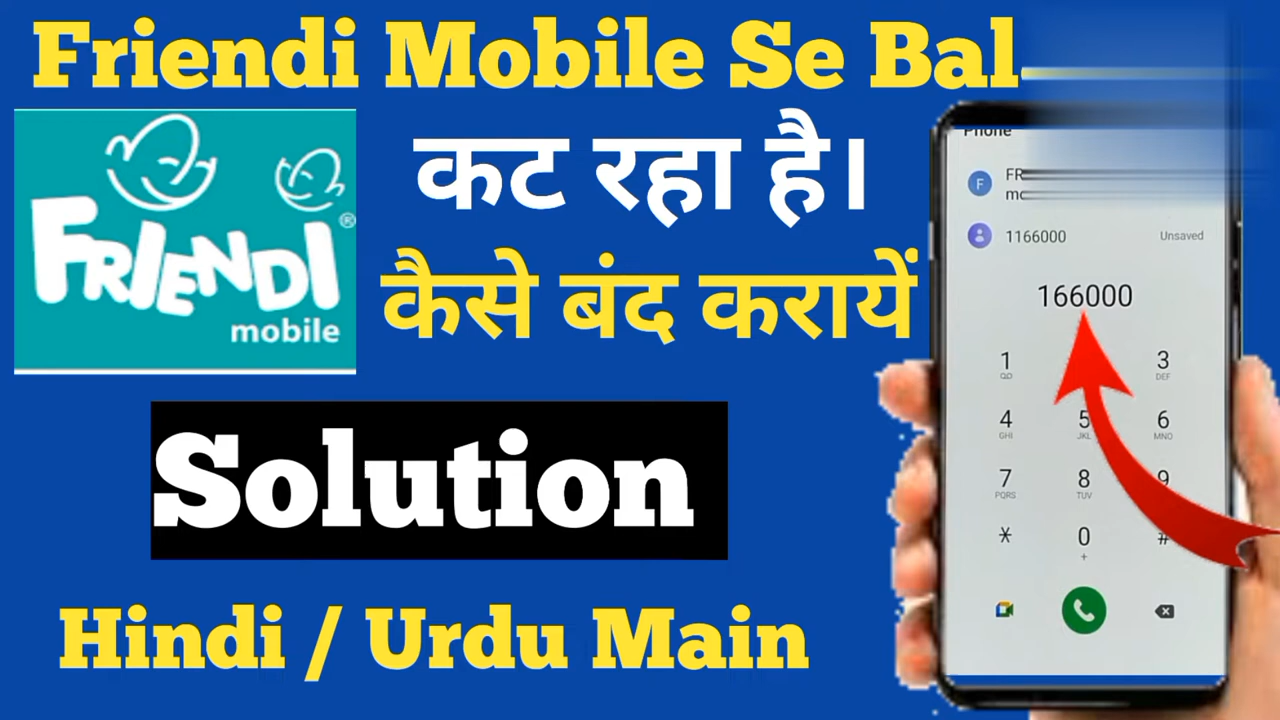 Friendi Mobile Se Bal
कट रहा है।
कैसे बंद करायें
FRIENDI®
mobile
Solution
Hindi / Urdu Main
Phone
F
1166000
Unsaved
166000
1
3
DEF
4
GHI
5
JKL
6
MNO
7
PQRS
8
TUV
9
*
0
+
#